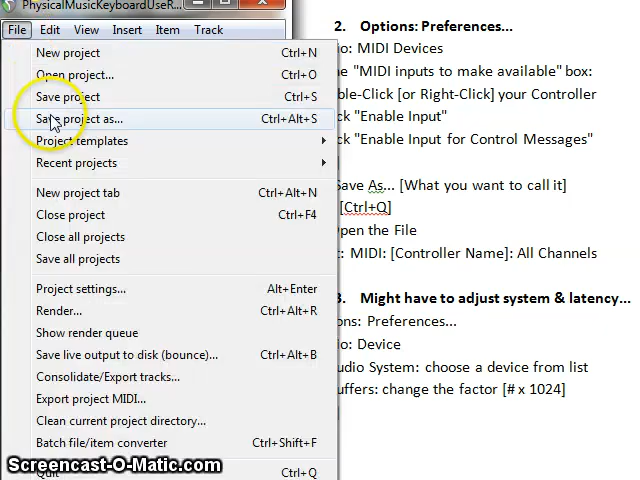 PhysicalMusicKeyboardUseR...
File Edit View Insert Item Track
New project Ctrl+N
Open project... Ctrl+O
Save project Ctrl+S
Save project as... Ctrl+Alt+S
Project templates
Recent projects
New project tab Ctrl+Alt+N
Close project Ctrl+F4
Close all projects
Save all projects
Project settings... Alt+Enter
Render... Ctrl+Alt+R
Show render queue
Save live output to disk (bounce)... Ctrl+Alt+B
Consolidate/Export tracks...
Export project MIDI...
Clean current project directory...
Batch file/item converter Ctrl+Shift+F
Quit Ctrl+Q
2. Options: Preferences...
io: MIDI Devices
he "MIDI inputs to make available" box:
ble-Click [or Right-Click] your Controller
ck "Enable Input"
ck "Enable Input for Control Messages"
Save As... [What you want to call it]
[Ctrl+Q]
pen the File
t: MIDI: [Controller Name]: All Channels
3. Might have to adjust system & latency...
ons: Preferences...
io: Device
udio System: choose a device from list
uffers: change the factor [# x 1024]
Screencast-O-Matic.com